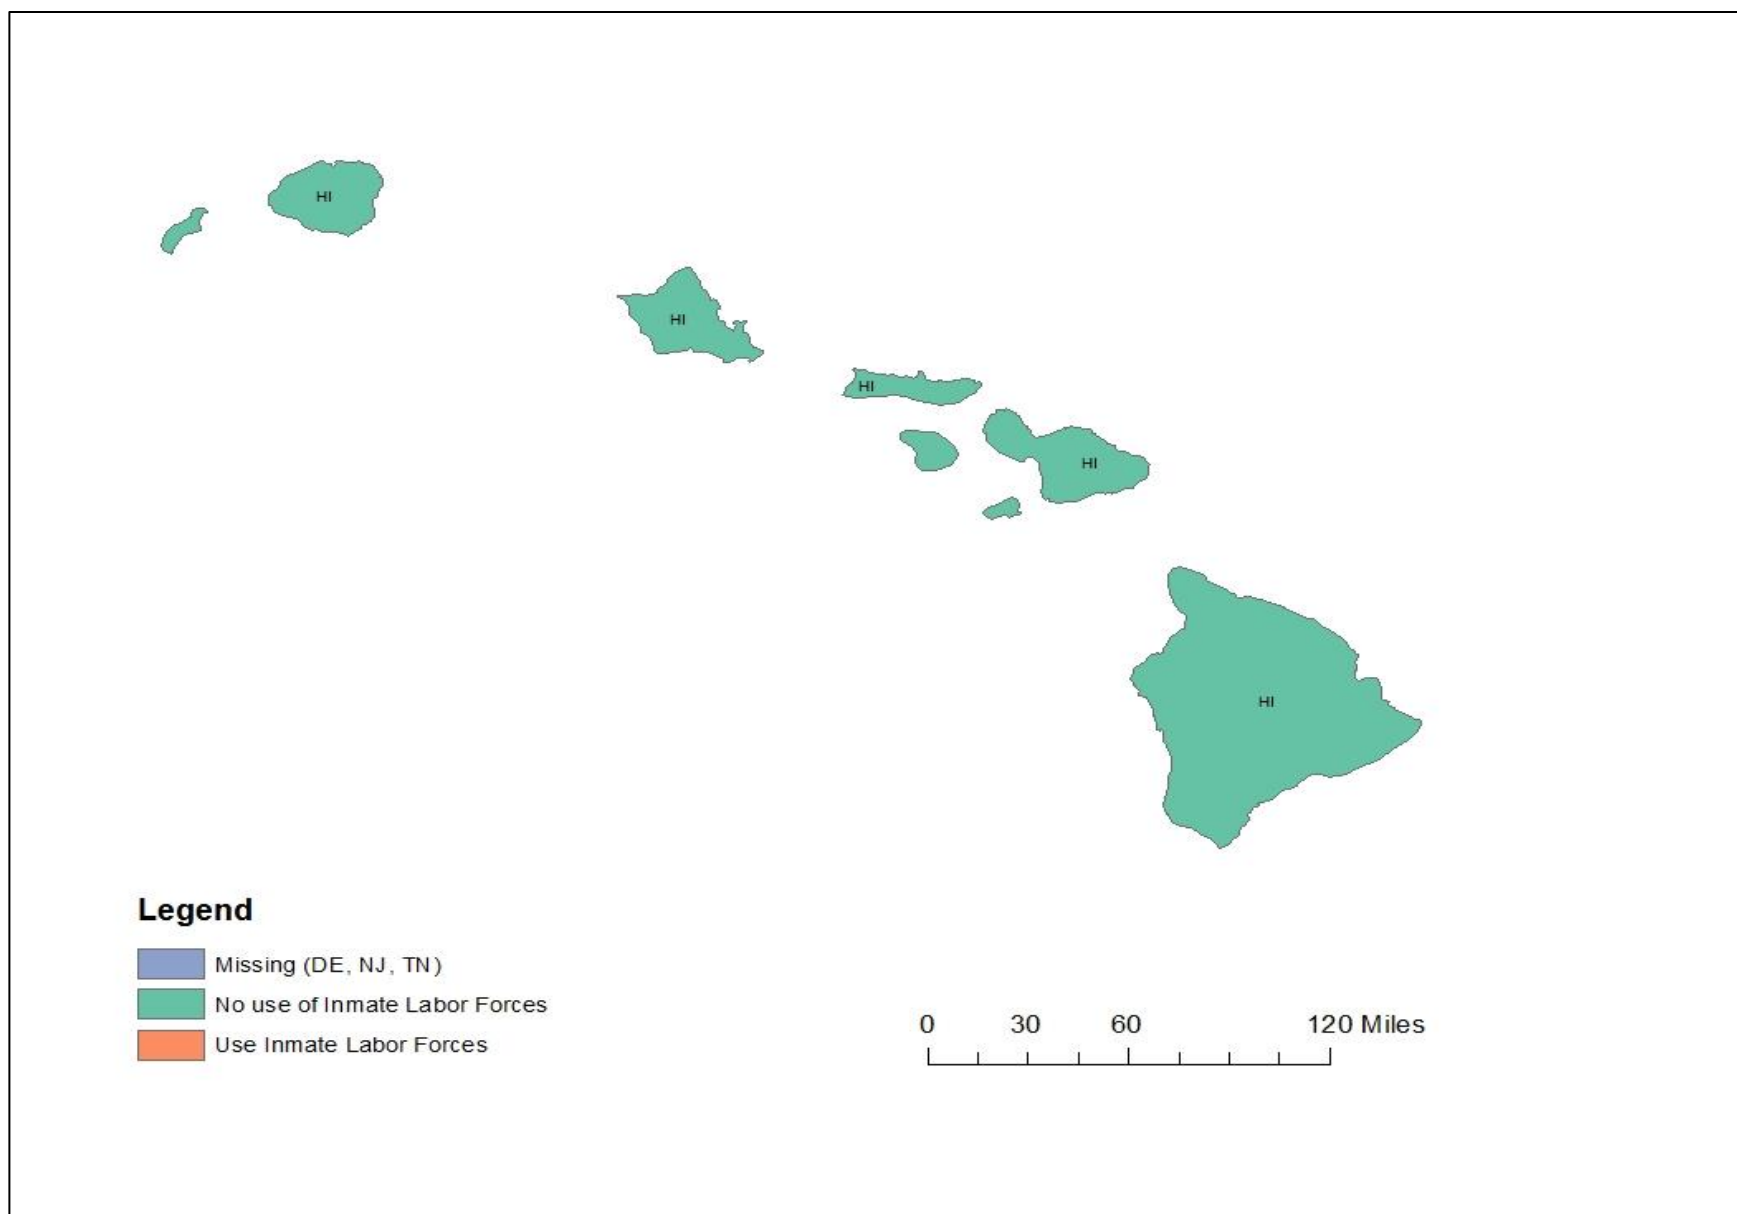 HI
HI
HI
HI
HI
Legend
Missing (DE, NJ, TN)
No use of Inmate Labor Forces
Use Inmate Labor Forces
0 30 60 120 Miles